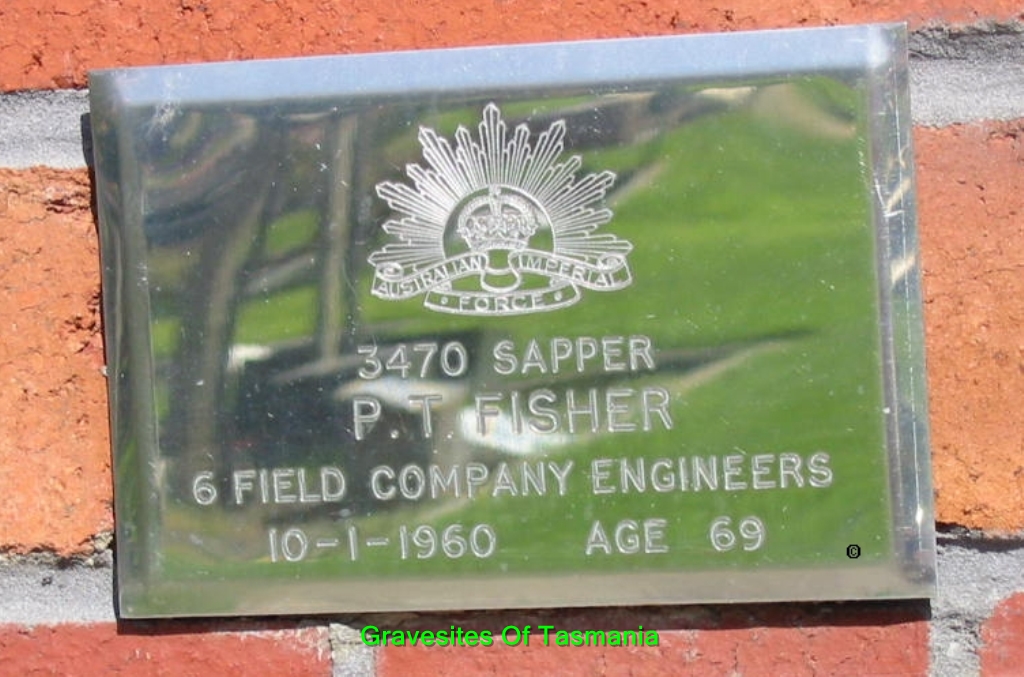 AUSTRALIAN IMPERIAL
FORCE
3470 SAPPER
P.T FISHER
6 FIELD COMPANY ENGINEERS
10-1-1960 AGE 69
©
Gravesites Of Tasmania